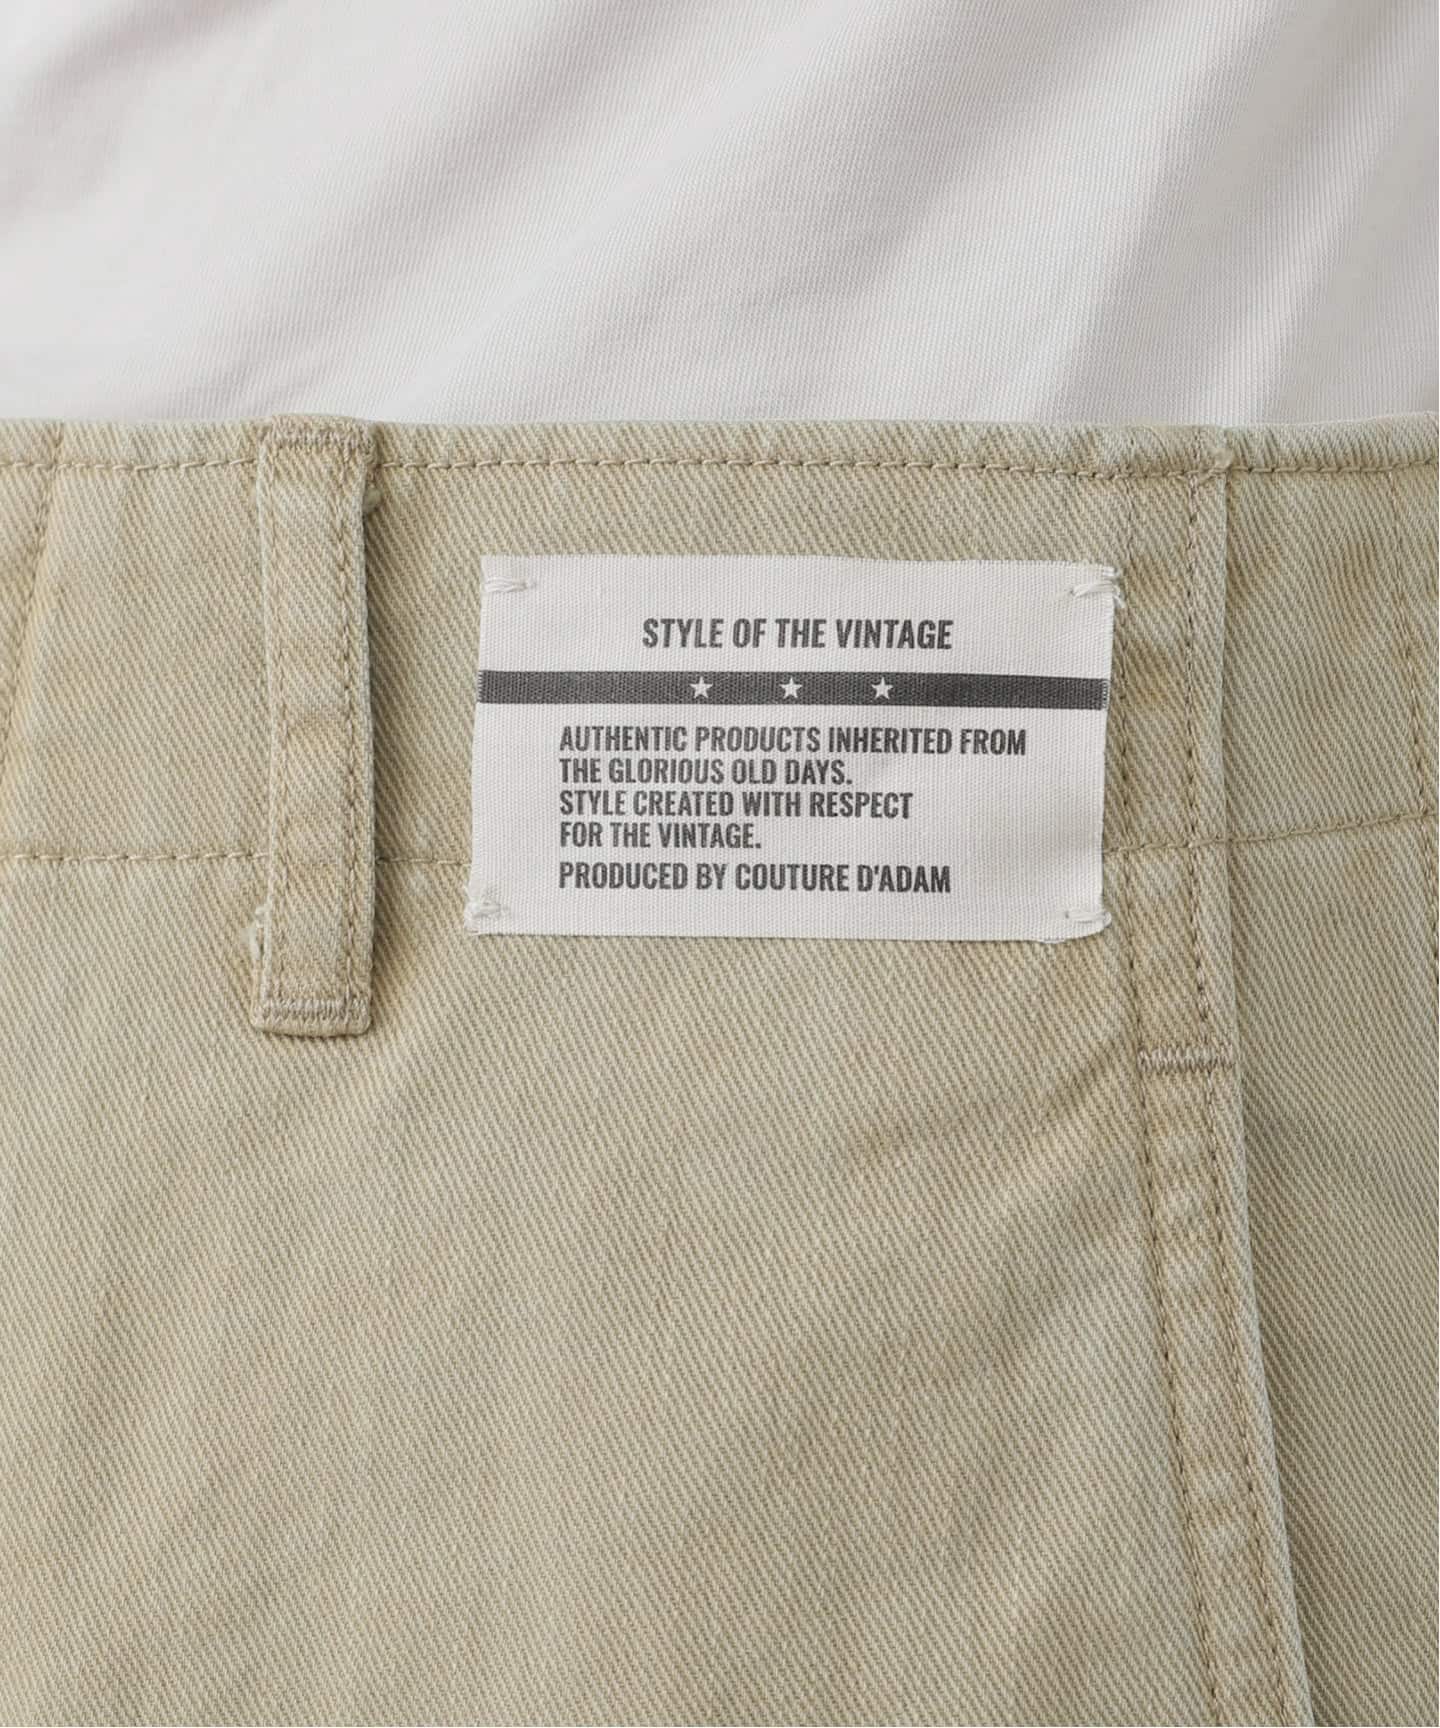 STYLE OF THE VINTAGE
AUTHENTIC PRODUCTS INHERITED FROM
THE GLORIOUS OLD DAYS.
STYLE CREATED WITH RESPECT
FOR THE VINTAGE.
PRODUCED BY COUTURE D'ADAM